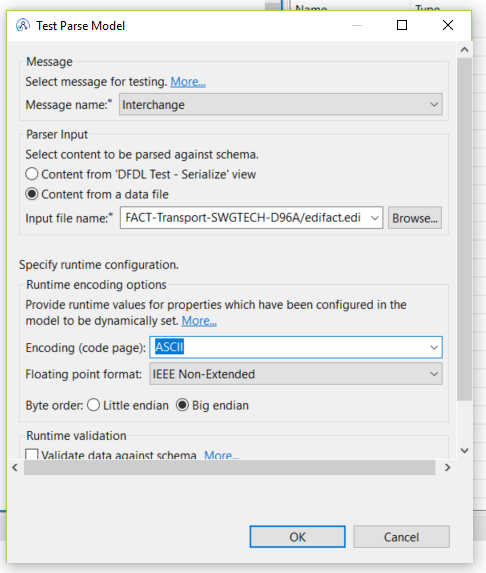 Name Type
Test Parse Model
Message
Select message for testing. More...
Message name:* Interchange
Parser Input
Select content to be parsed against schema.
Content from 'DFDL Test - Serialize' view
Content from a data file
Input file name:* FACT-Transport-SWGTECH-D96A/edifact.edi Browse...
Specify runtime configuration.
Runtime encoding options
Provide runtime values for properties which have been configured in the
model to be dynamically set. More...
Encoding (code page): ASCII
Floating point format: IEEE Non-Extended
Byte order: Little endian Big endian
Runtime validation
Validate data against schema More...
OK Cancel